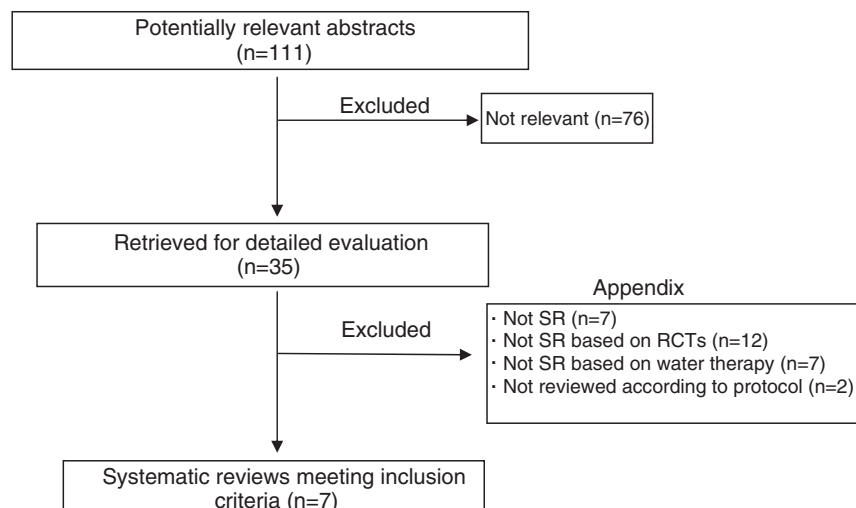 Potentially relevant abstracts
(n=111)
Excluded
Not relevant (n=76)
Retrieved for detailed evaluation
(n=35)
Appendix
Excluded
· Not SR (n=7)
· Not SR based on RCTs (n=12)
· Not SR based on water therapy (n=7)
· Not reviewed according to protocol (n=2)
Systematic reviews meeting inclusion
criteria (n=7)